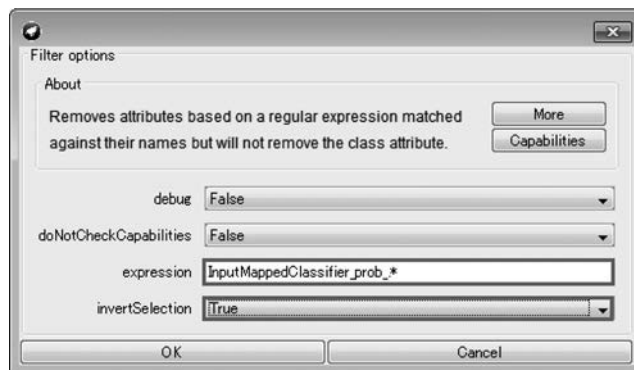 Filter options
About
Removes attributes based on a regular expression matched
against their names but will not remove the class attribute.
More
Capabilities
debug False
doNotCheckCapabilities False
expression InputMappedClassifier_prob_*
invertSelection True
OK Cancel